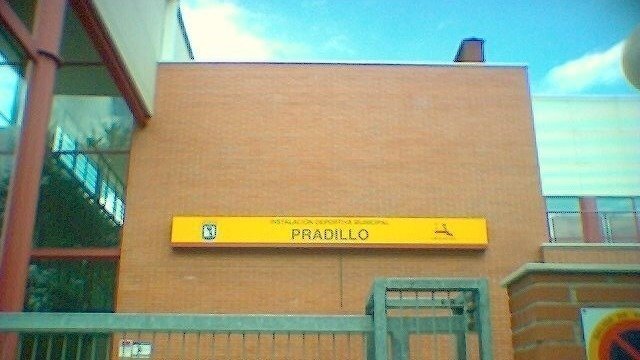 INSTALACIÓN DEPORTIVA MUNICIPAL
PRADILLO